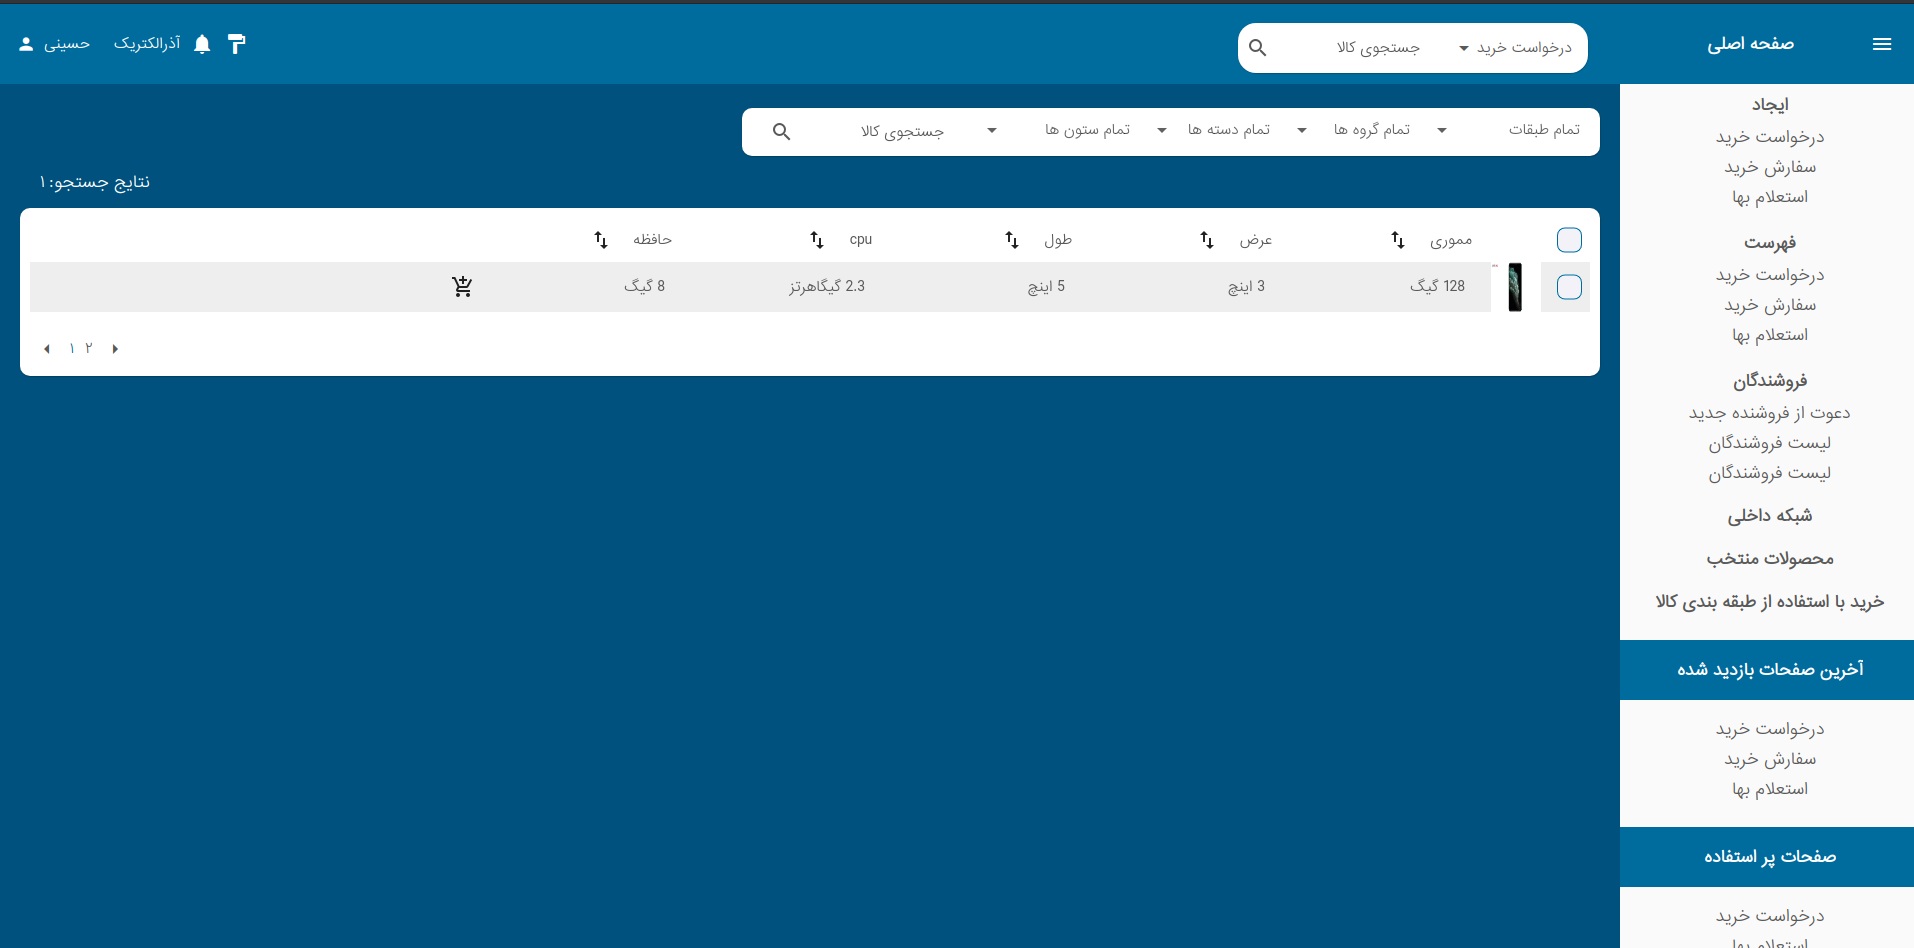 صفحه اصلی
درخواست خرید
جستجوی کالا
آذرالکتریک
حسینی
ایجاد
درخواست خرید
سفارش خرید
استعلام بها
فهرست
درخواست خرید
سفارش خرید
استعلام بها
فروشندگان
دعوت از فروشنده جدید
لیست فروشندگان
لیست فروشندگان
شبکه داخلی
محصولات منتخب
خرید با استفاده از طبقه بندی کالا
آخرین صفحات بازدید شده
درخواست خرید
سفارش خرید
استعلام بها
صفحات پر استفاده
درخواست خرید
استعلام بها
تمام طبقات
تمام گروه ها
تمام دسته ها
تمام ستون ها
جستجوی کالا
نتایج جستجو: ۱
مموری عرض طول cpu حافظه
128 گیگ 3 اینچ 5 اینچ 2.3 گیگاهرتز 8 گیگ
۱ ۲